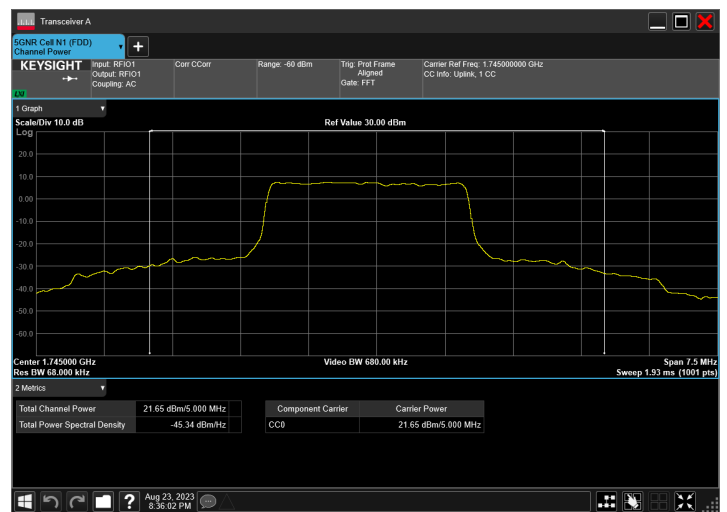 Transceiver A
5GNR Cell N1 (FDD)
Channel Power
+
KEYSIGHT
LXI
Input: RFIO1
Output: RFIO1
Coupling: AC
Corr CCorr
Range: -60 dBm
Trig: Prot Frame
Aligned
Gate: FFT
Carrier Ref Freq: 1.745000000 GHz
CC Info: Uplink, 1 CC
1 Graph
Scale/Div 10.0 dB
Ref Value 30.00 dBm
Log
20.0
10.0
0.00
-10.0
-20.0
-30.0
-40.0
-50.0
-60.0
Center 1.745000 GHz
Video BW 680.00 kHz
Span 7.5 MHz
Res BW 68.000 kHz
Sweep 1.93 ms (1001 pts)
2 Metrics
Total Channel Power 21.65 dBm/5.000 MHz
Total Power Spectral Density -45.34 dBm/Hz
Component Carrier Carrier Power
CC0 21.65 dBm/5.000 MHz
?
Aug 23, 2023
8:36:02 PM